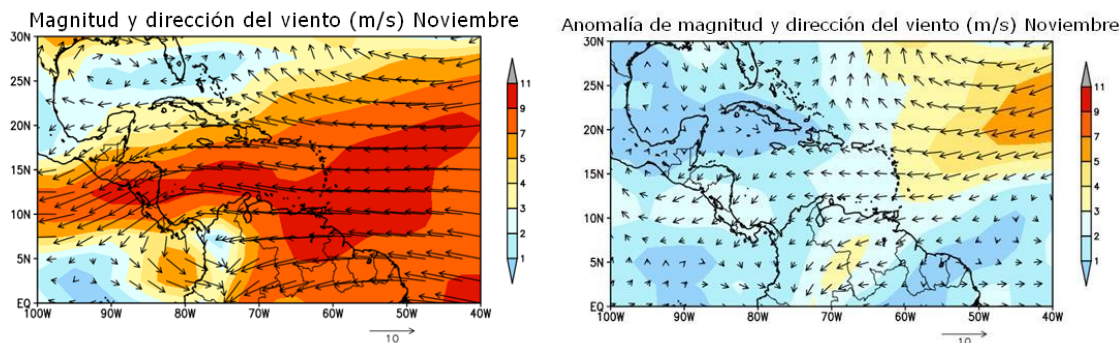 Magnitud y dirección del viento (m/s) Noviembre
30N
25N
20N
15N
10N
5N
EQ
100W 90W 80W 70W 60W 50W 40W
10
11
9
7
5
4
3
2
1
Anomalía de magnitud y dirección del viento (m/s) Noviembre
30N
25N
20N
15N
10N
5N
EQ
100W 90W 80W 70W 60W 50W 40W
10
11
9
7
5
4
3
2
1